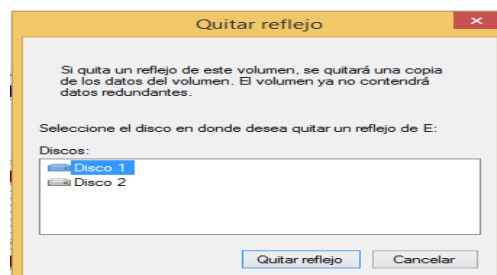 Quitar reflejo
Si quita un reflejo de este volumen, se quitará una copia
de los datos del volumen. El volumen ya no contendrá
datos redundantes.
Seleccione el disco en donde desea quitar un reflejo de E:
Discos:
Disco 1
Disco 2
Quitar reflejo
Cancelar